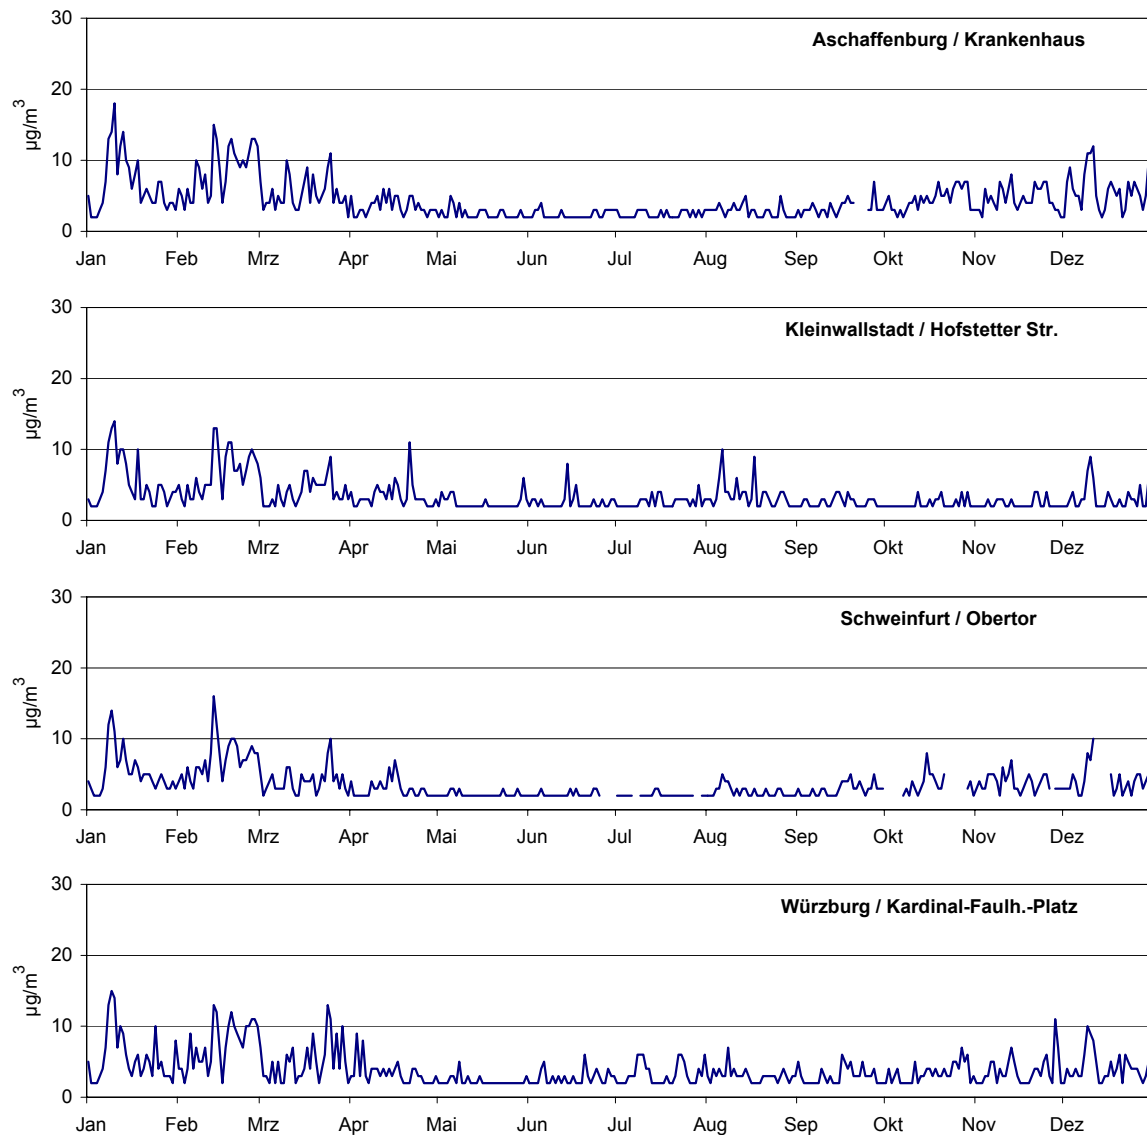 Aschaffenburg / Krankenhaus
30
20
10
0
µg/m³
Jan Feb Mrz Apr Mai Jun Jul Aug Sep Okt Nov Dez
Kleinwallstadt / Hofstetter Str.
30
20
10
0
µg/m³
Jan Feb Mrz Apr Mai Jun Jul Aug Sep Okt Nov Dez
Schweinfurt / Obertor
30
20
10
0
µg/m³
Jan Feb Mrz Apr Mai Jun Jul Aug Sep Okt Nov Dez
Würzburg / Kardinal-Faulh.-Platz
30
20
10
0
µg/m³
Jan Feb Mrz Apr Mai Jun Jul Aug Sep Okt Nov Dez